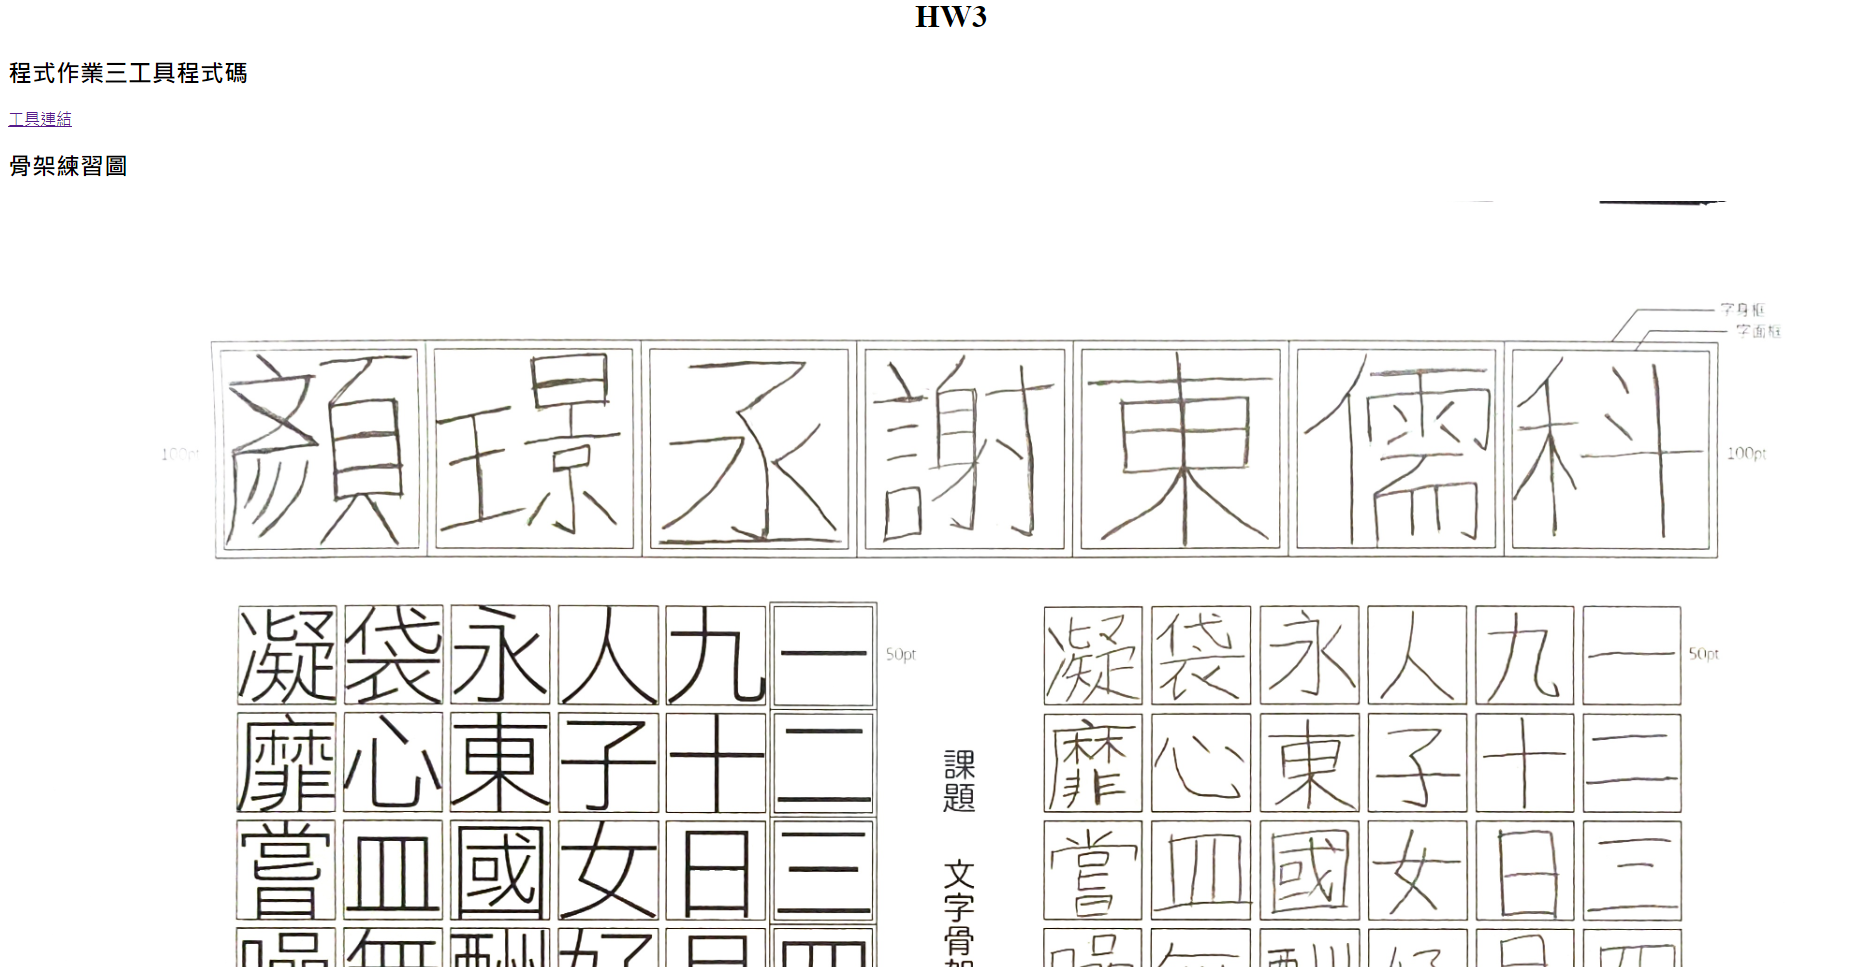 HW3
程式作業三工具程式碼
工具連結
骨架練習圖
字身框
字面框
100pt
顏璟丞謝東儒科
100pt
凝袋永人九一
50pt
靡心東子十二
嘗皿國女日三
課題 文字骨
凝袋永人九一
50pt
靡心東子十二
嘗皿國女日三